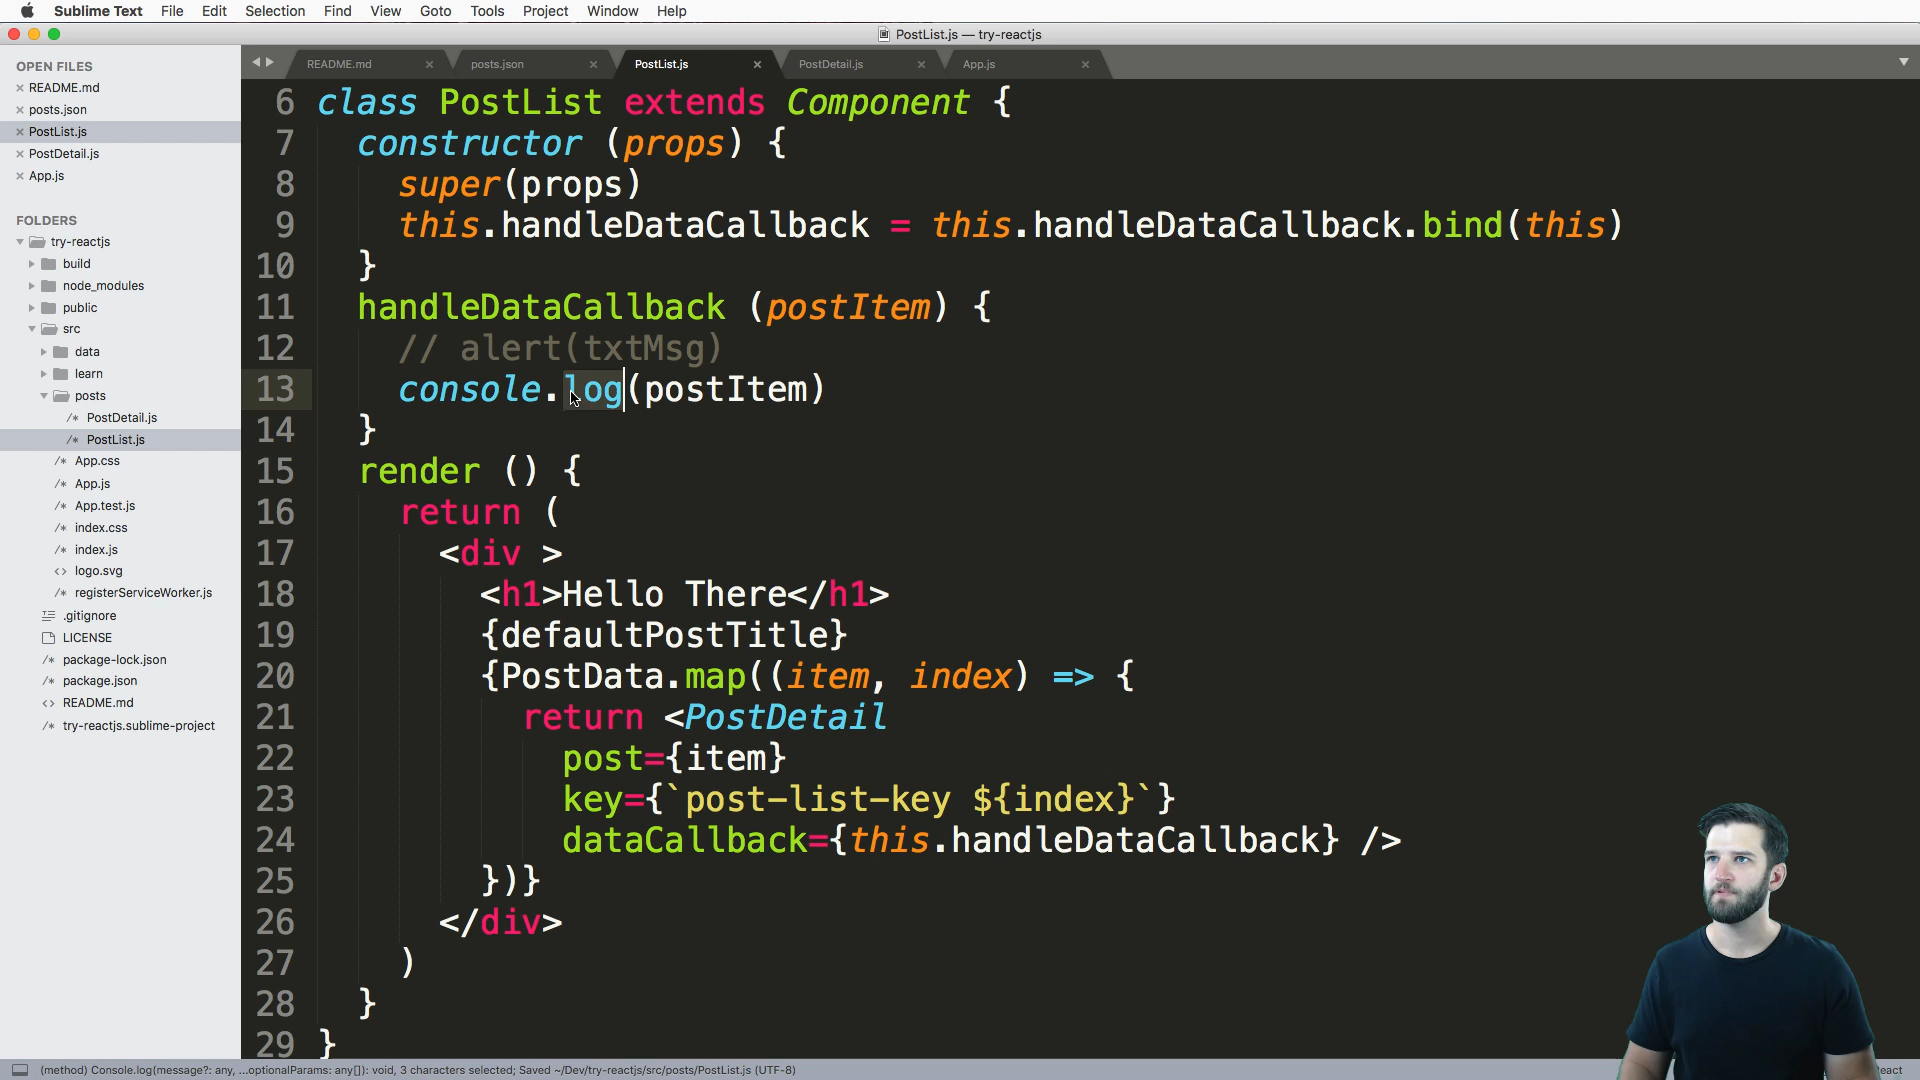 Sublime Text File Edit Selection Find View Goto Tools Project Window Help
PostList.js — try-reactjs
OPEN FILES
README.md
posts.json
PostList.js
PostDetail.js
App.js
FOLDERS
try-reactjs
build
node_modules
public
src
data
learn
posts
/* PostDetail.js
/* PostList.js
/* App.css
/* App.js
/* App.test.js
/* index.css
/* index.js
<> logo.svg
/* registerServiceWorker.js
.gitignore
LICENSE
/* package-lock.json
/* package.json
<> README.md
/* try-reactjs.sublime-project
README.md posts.json PostList.js PostDetail.js App.js
6 class PostList extends Component {
7 constructor (props) {
8 super(props)
9 this.handleDataCallback = this.handleDataCallback.bind(this)
10 }
11 handleDataCallback (postItem) {
12 // alert(txtMsg)
13 console.log(postItem)
14 }
15 render () {
16 return (
17 <div >
18 <h1>Hello There</h1>
19 {defaultPostTitle}
20 {PostData.map((item, index) => {
21 return <PostDetail
22 post={item}
23 key={`post-list-key ${index}`}
24 dataCallback={this.handleDataCallback} />
25 })}
26 </div>
27 )
28 }
29 }
(method) Console.log(message?: any, ...optionalParams: any[]): void, 3 characters selected; Saved ~/Dev/try-reactjs/src/posts/PostList.js (UTF-8)